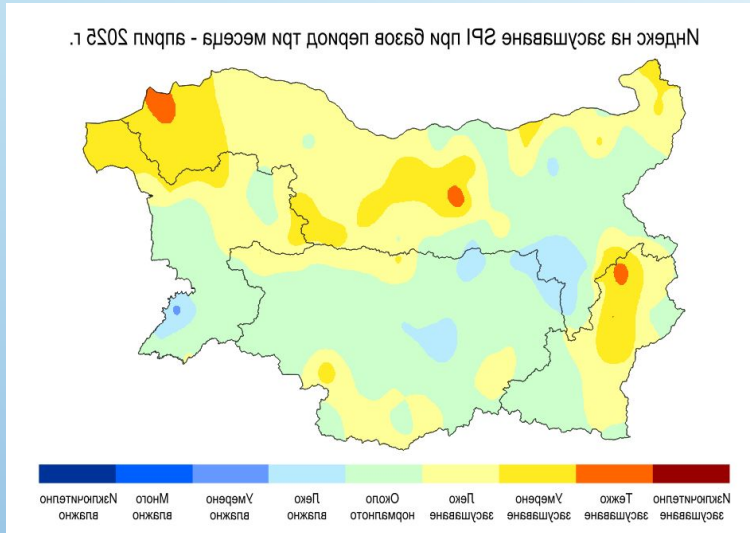 Индекс на засушаване SPI при базов период три месеца - април 2025 г.
Изключително засушаване
Тежко засушаване
Умерено засушаване
Леко засушаване
Около нормалното
Леко влажно
Умерено влажно
Много влажно
Изключително влажно